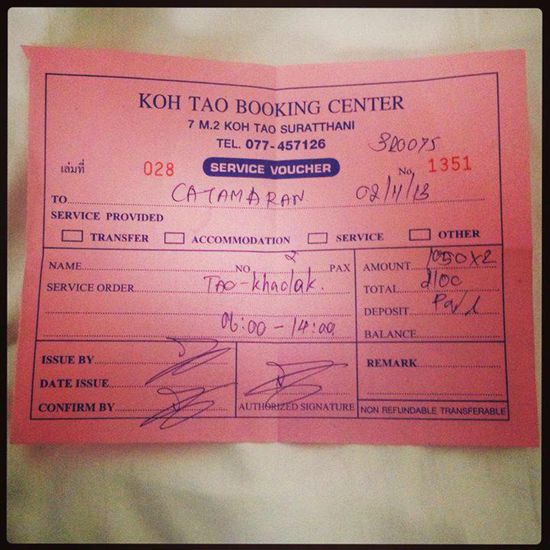 KOH TAO BOOKING CENTER
7 M.2 KOH TAO SURATTHANI
TEL. 077-457126
320075
เล่มที่ 028 SERVICE VOUCHER No. 1351
TO CATAMARAN 02/11/13
SERVICE PROVIDED
TRANSFER ACCOMMODATION SERVICE OTHER
NAME NO 2 PAX AMOUNT 1050x2
SERVICE ORDER TAO-khaolak. TOTAL 2100
DEPOSIT Paid
06:00-14:00 BALANCE
ISSUE BY REMARK
DATE ISSUE
CONFIRM BY AUTHORIZED SIGNATURE NON REFUNDABLE TRANSFERABLE